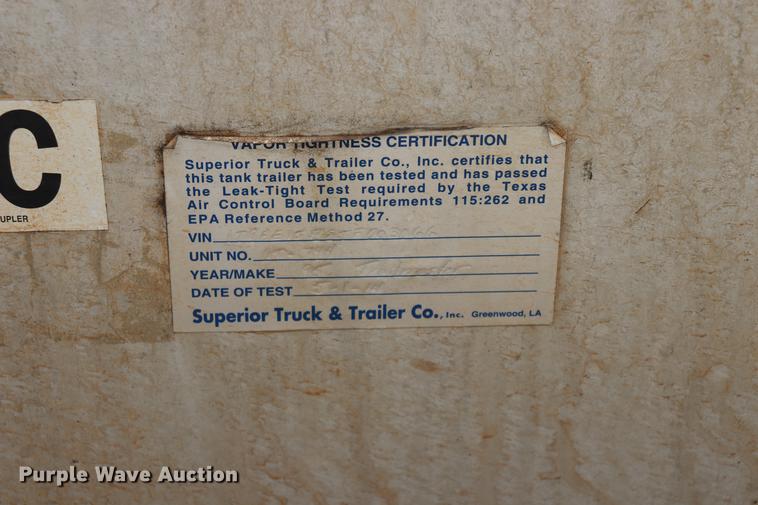 C
UPLER
VAPOR TIGHTNESS CERTIFICATION
Superior Truck & Trailer Co., Inc. certifies that
this tank trailer has been tested and has passed
the Leak-Tight Test required by the Texas
Air Control Board Requirements 115:262 and
EPA Reference Method 27.
VIN
UNIT NO.
YEAR/MAKE
DATE OF TEST
Superior Truck & Trailer Co., Inc. Greenwood, LA
Purple Wave Auction